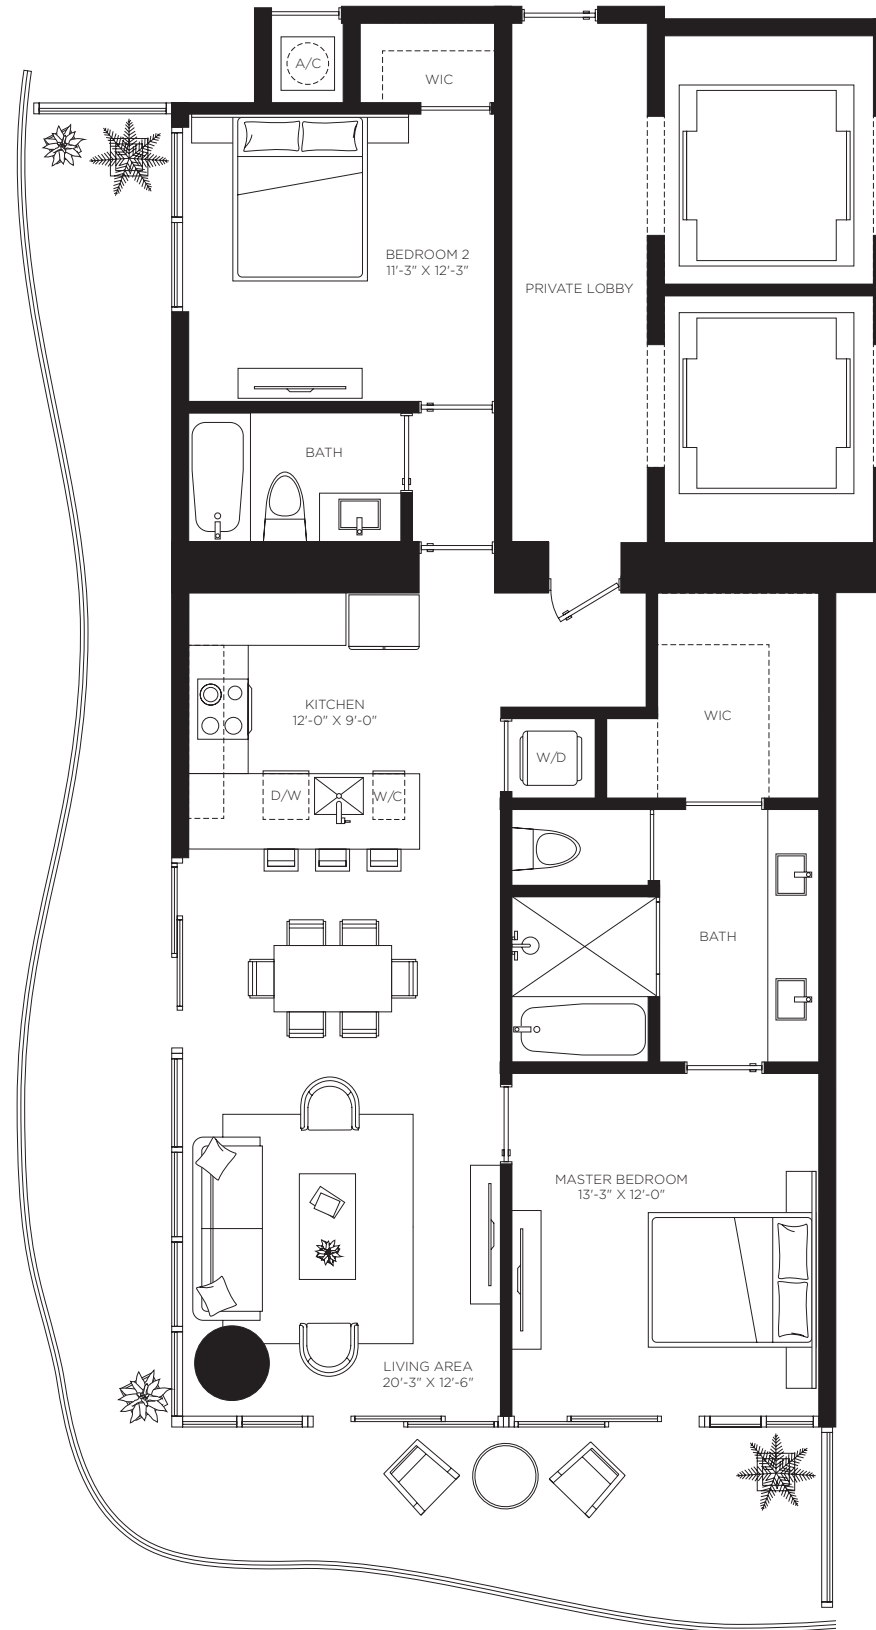 A/C
WIC
BEDROOM 2
11'-3" X 12'-3"
PRIVATE LOBBY
BATH
KITCHEN
12'-0" X 9'-0"
WIC
W/D
D/W
W/C
BATH
MASTER BEDROOM
13'-3" X 12'-0"
LIVING AREA
20'-3" X 12'-6"